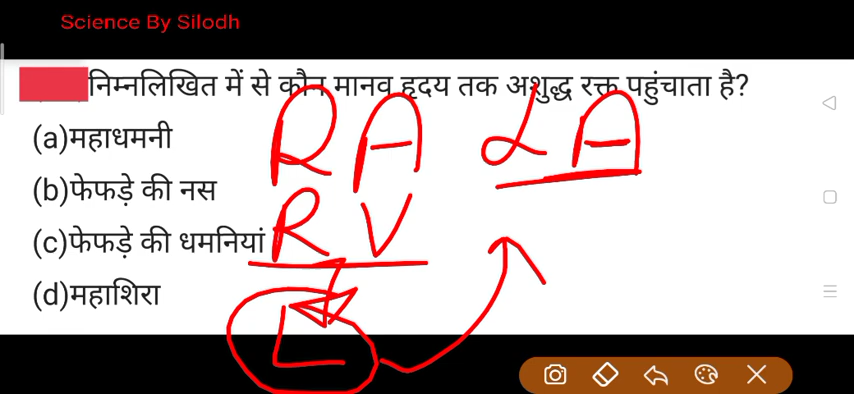 Science By Silodh
निम्नलिखित में से कौन मानव हृदय तक अशुद्ध रक्त पहुंचाता है?
(a)महाधमनी
(b)फेफड़े की नस
(c)फेफड़े की धमनियां
(d)महाशिरा
RA LA
RV
L